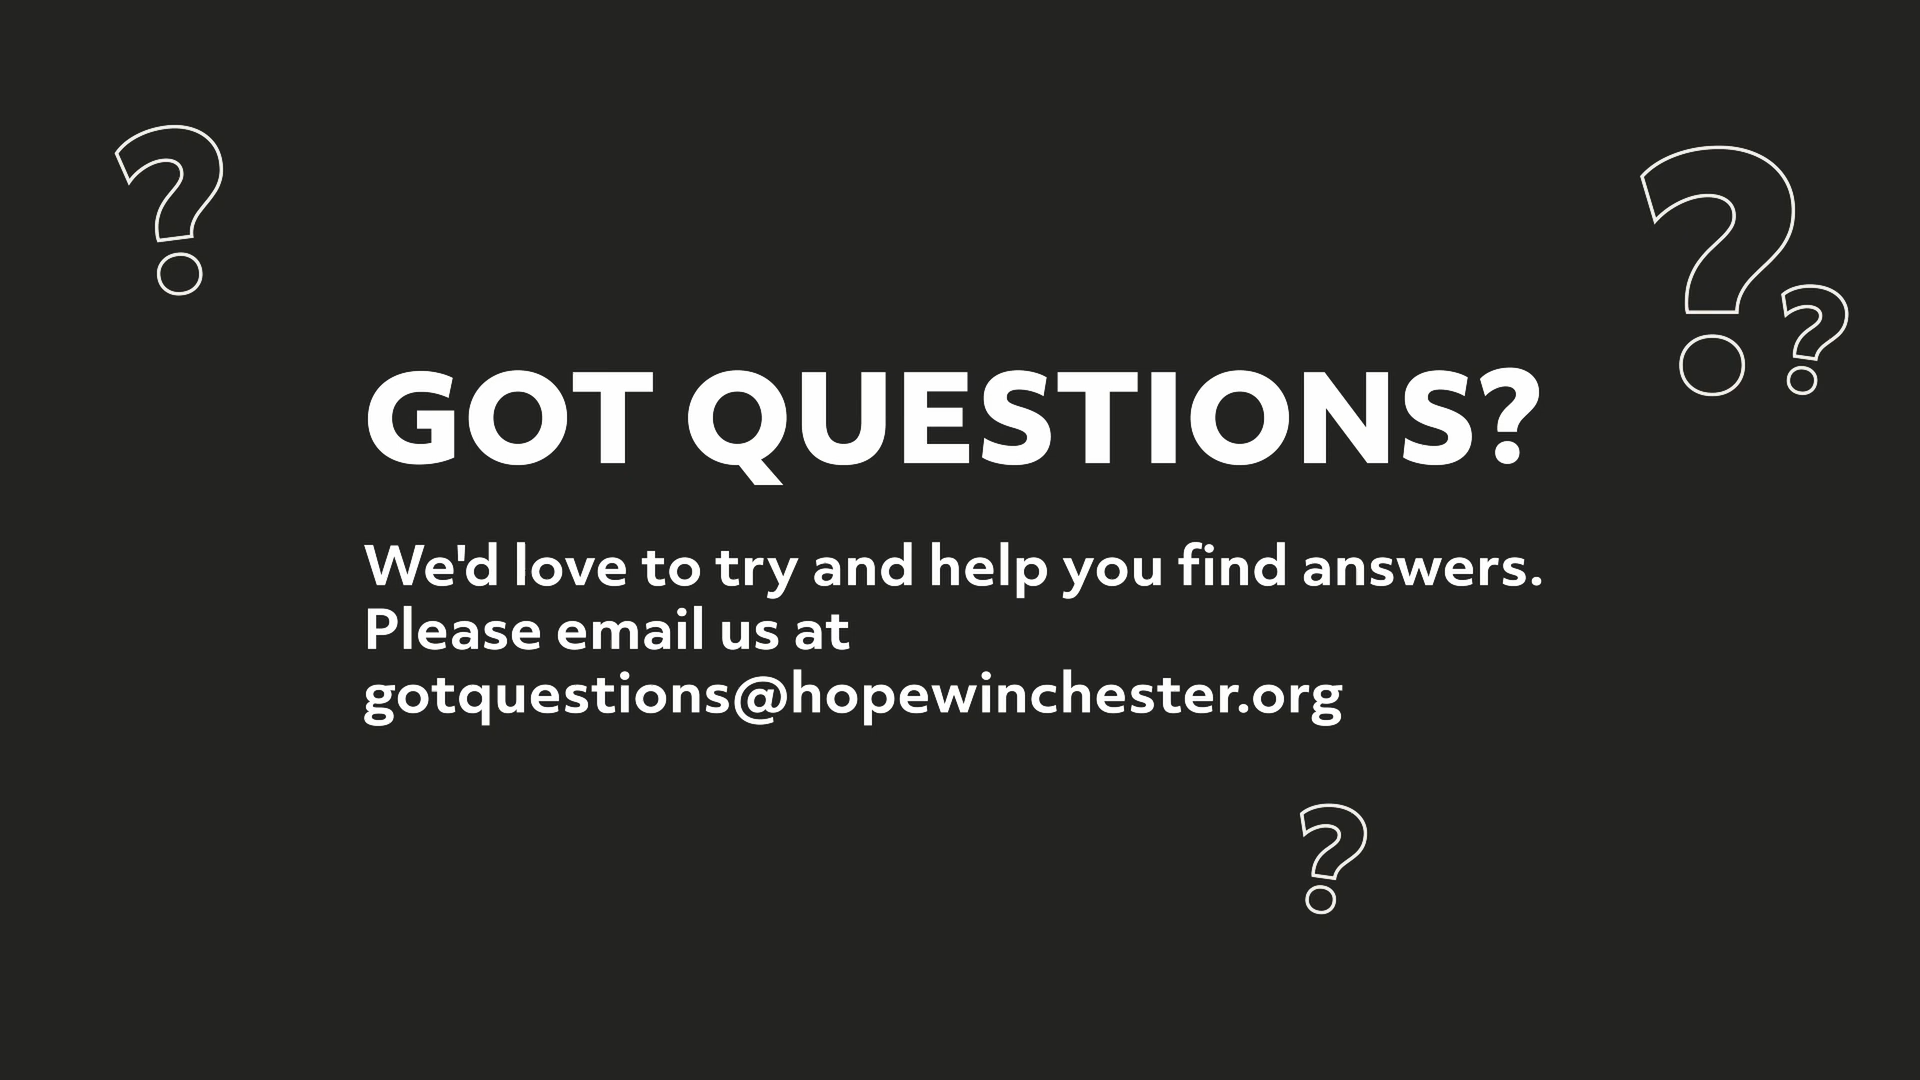 ?
?
?
GOT QUESTIONS?
We'd love to try and help you find answers.
Please email us at
gotquestions@hopewinchester.org
?